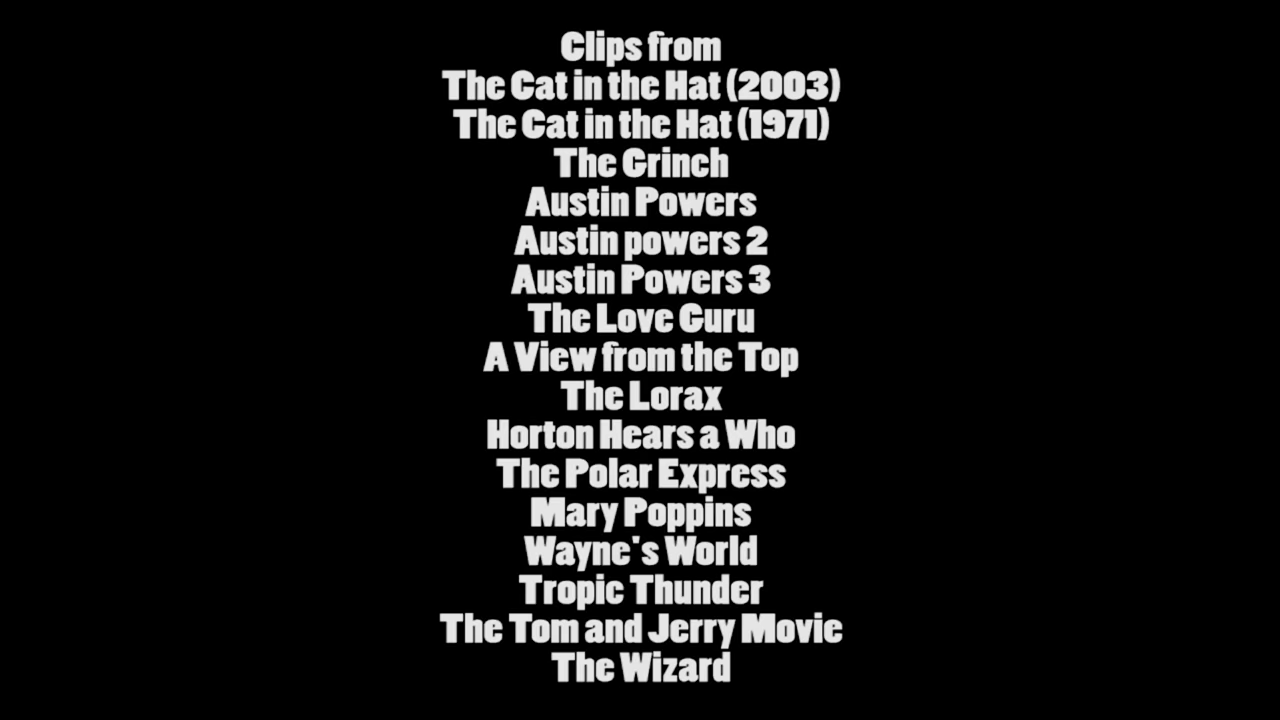 Clips from
The Cat in the Hat (2003)
The Cat in the Hat (1971)
The Grinch
Austin Powers
Austin powers 2
Austin Powers 3
The Love Guru
A View from the Top
The Lorax
Horton Hears a Who
The Polar Express
Mary Poppins
Wayne's World
Tropic Thunder
The Tom and Jerry Movie
The Wizard